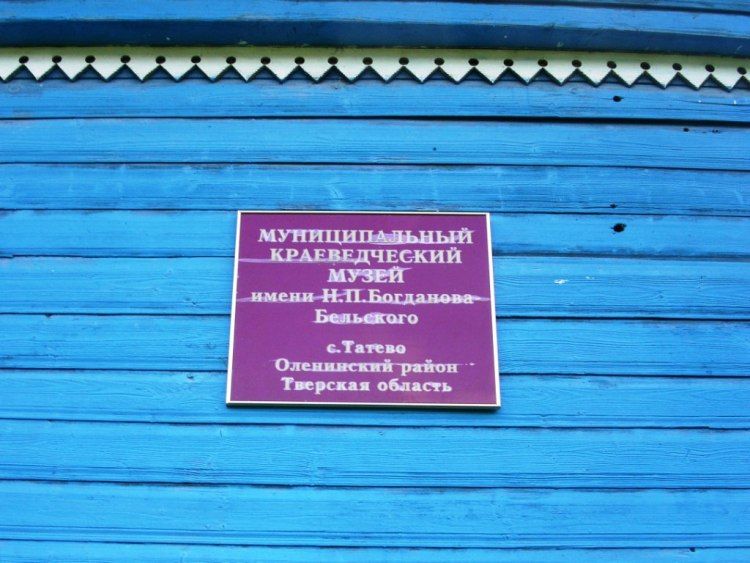 МУНИЦИПАЛЬНЫЙ
КРАЕВЕДЧЕСКИЙ
МУЗЕЙ
имени Н.П.Богданова
Бельского
с.Татево
Оленинский район
Тверская область